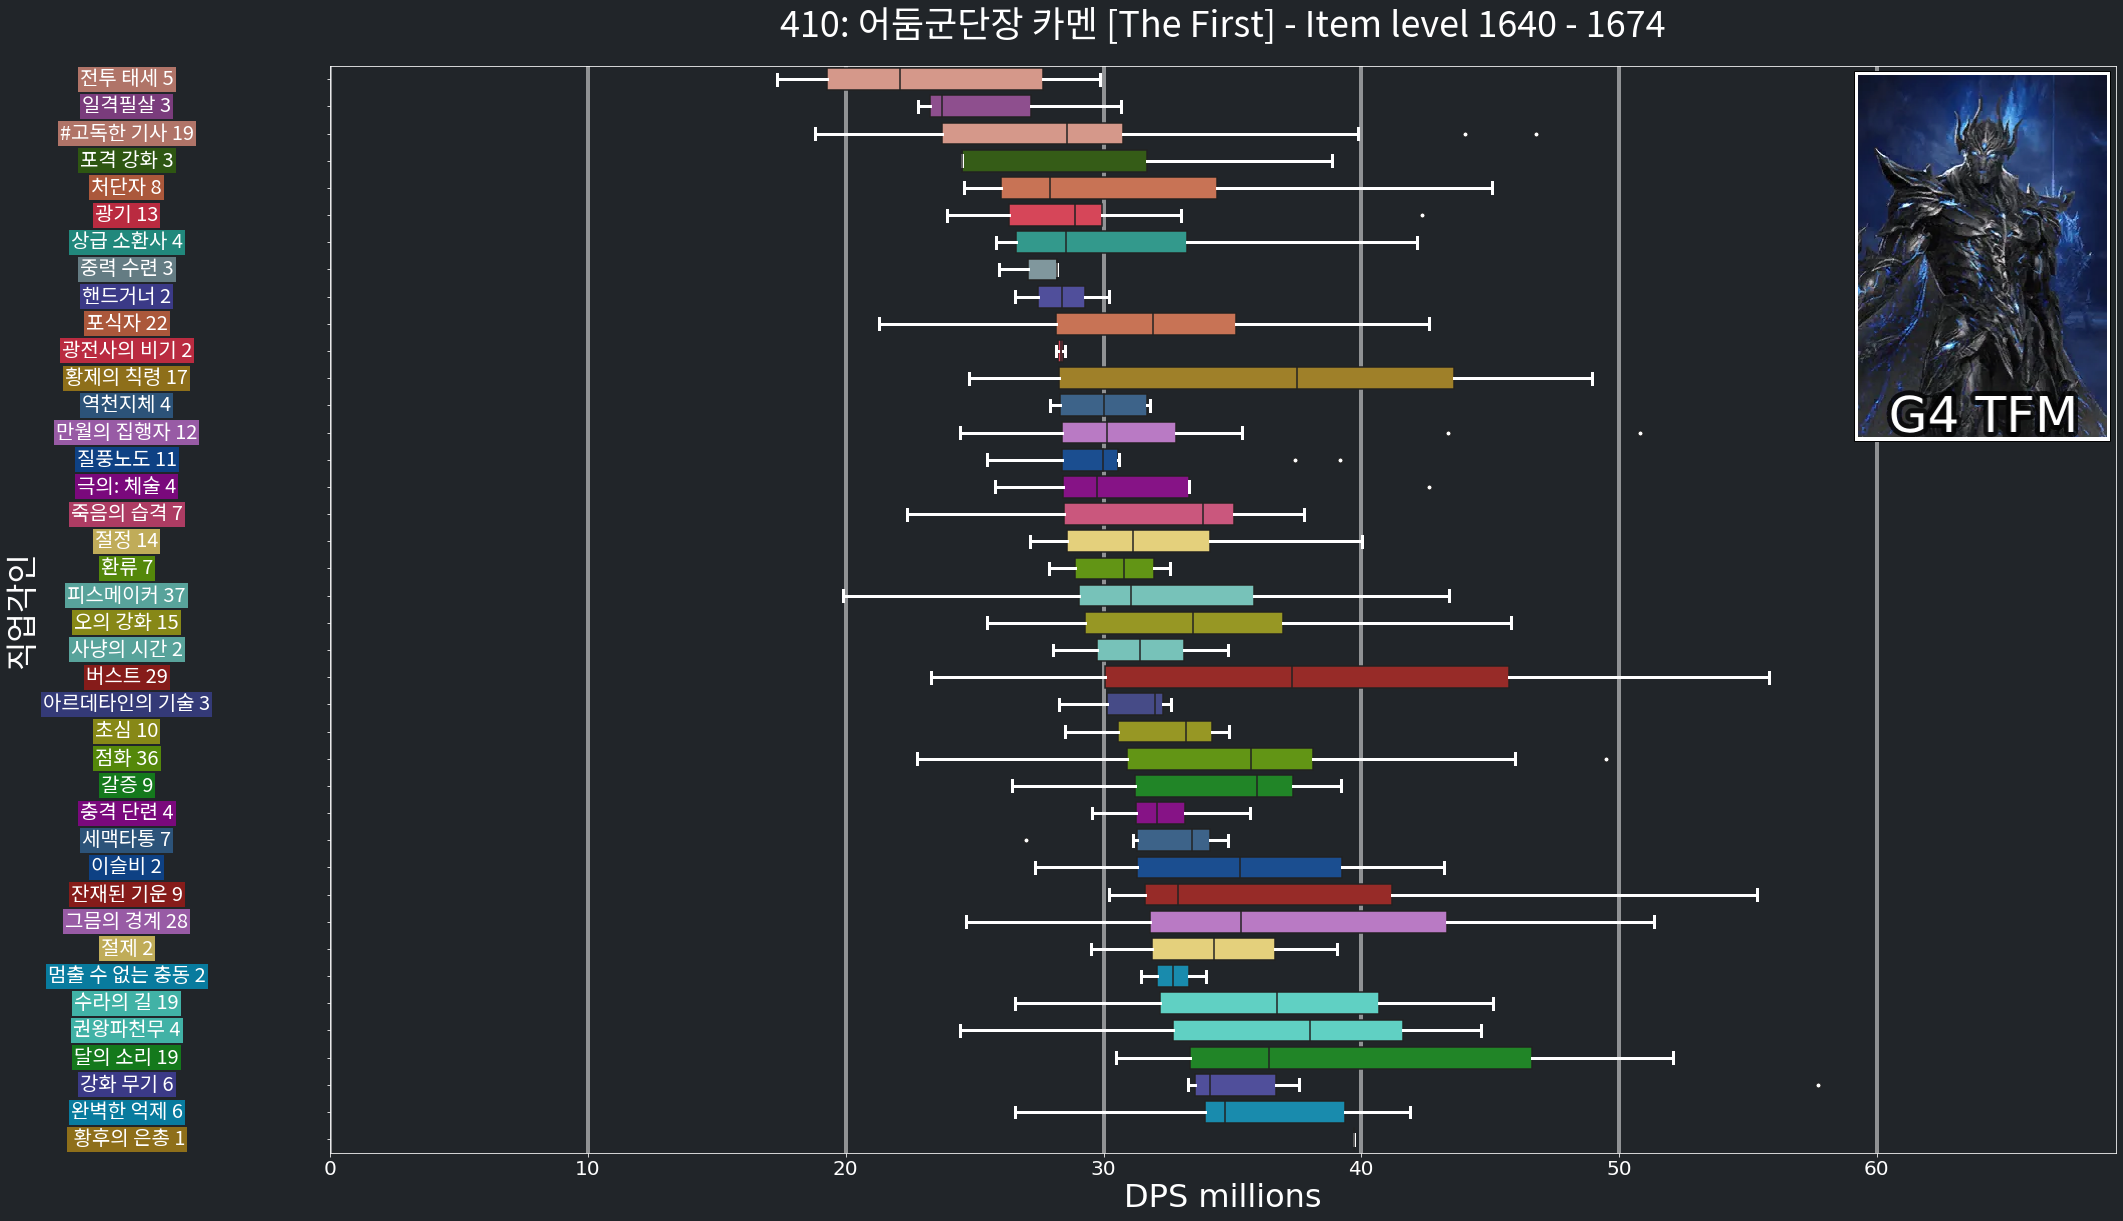 410: 어둠군단장 카멘 [The First] - Item level 1640 - 1674
직업각인
전투 태세 5
일격필살 3
#고독한 기사 19
포격 강화 3
처단자 8
광기 13
상급 소환사 4
중력 수련 3
핸드거너 2
포식자 22
광전사의 비기 2
황제의 칙령 17
역천지체 4
만월의 집행자 12
질풍노도 11
극의: 체술 4
죽음의 습격 7
절정 14
환류 7
피스메이커 37
오의 강화 15
사냥의 시간 2
버스트 29
아르데타인의 기술 3
초심 10
점화 36
갈증 9
충격 단련 4
세맥타통 7
이슬비 2
잔재된 기운 9
그믐의 경계 28
절제 2
멈출 수 없는 충동 2
수라의 길 19
권왕파천무 4
달의 소리 19
강화 무기 6
완벽한 억제 6
황후의 은총 1
G4 TFM
0 10 20 30 40 50 60
DPS millions